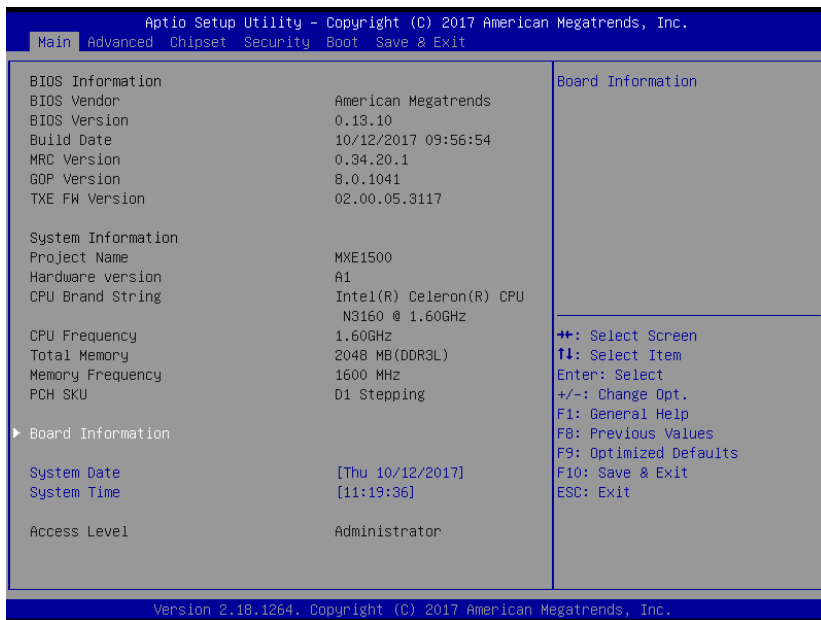 Aptio Setup Utility – Copyright (C) 2017 American Megatrends, Inc.
Main Advanced Chipset Security Boot Save & Exit
BIOS Information
BIOS Vendor American Megatrends
BIOS Version 0.13.10
Build Date 10/12/2017 09:56:54
MRC Version 0.34.20.1
GOP Version 8.0.1041
TXE FW Version 02.00.05.3117
System Information
Project Name MXE1500
Hardware version A1
CPU Brand String Intel(R) Celeron(R) CPU
N3160 @ 1.60GHz
CPU Frequency 1.60GHz
Total Memory 2048 MB(DDR3L)
Memory Frequency 1600 MHz
PCH SKU D1 Stepping
Board Information
System Date [Thu 10/12/2017]
System Time [11:19:36]
Access Level Administrator
Board Information
→←: Select Screen
↑↓: Select Item
Enter: Select
+/-: Change Opt.
F1: General Help
F8: Previous Values
F9: Optimized Defaults
F10: Save & Exit
ESC: Exit
Version 2.18.1264. Copyright (C) 2017 American Megatrends, Inc.